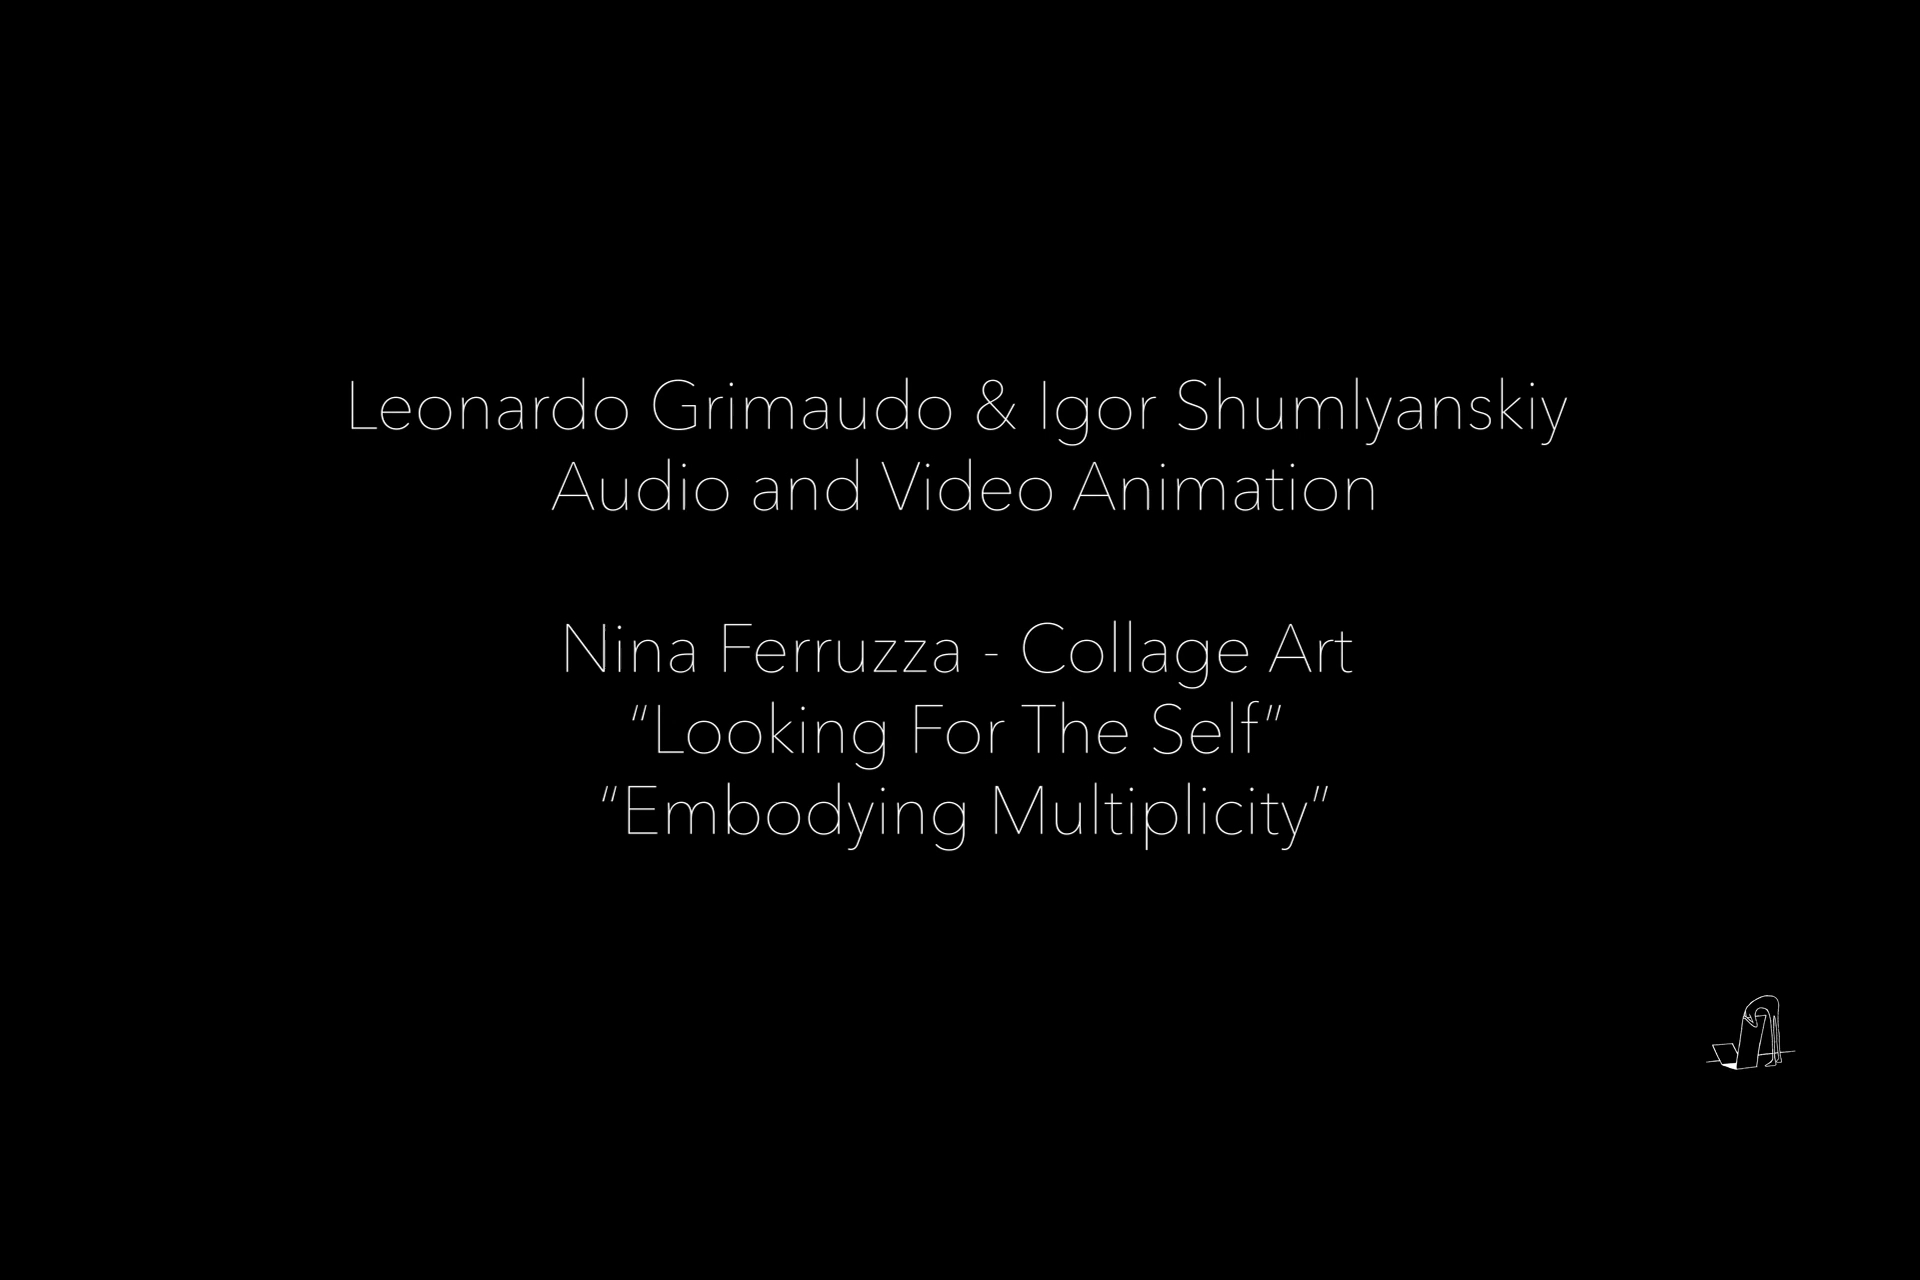 Leonardo Grimaudo & Igor Shumlyanskiy
Audio and Video Animation
Nina Ferruzza - Collage Art
“Looking For The Self”
“Embodying Multiplicity”